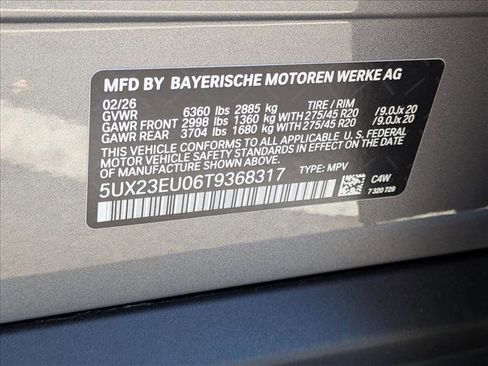 MFD BY BAYERISCHE MOTOREN WERKE AG
02/26 TIRE / RIM
GVWR 6360 lbs 2885 kg
GAWR FRONT 2998 lbs 1360 kg WITH 275/45 R20 / 9.0Jx 20
GAWR REAR 3704 lbs 1680 kg WITH 275/45 R20 / 9.0Jx 20
THIS VEHICLE CONFORMS TO ALL APPLICABLE U.S. FEDERAL
MOTOR VEHICLE SAFETY STANDARDS IN EFFECT ON THE DATE
OF MANUFACTURE SHOWN ABOVE.
5UX23EU06T9368317 TYPE: MPV
C4W
7 320 729